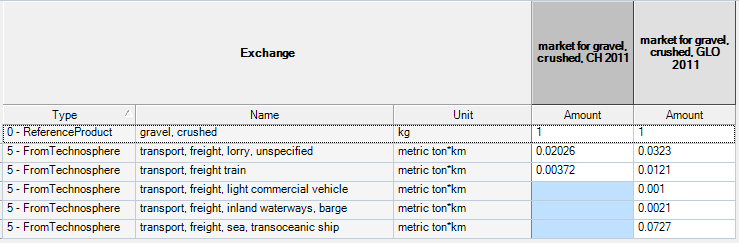 Exchange
market for gravel,
crushed, CH 2011
market for gravel,
crushed, GLO
2011
Type Name Unit Amount Amount
0 - ReferenceProduct gravel, crushed kg 1 1
5 - FromTechnosphere transport, freight, lorry, unspecified metric ton*km 0.02026 0.0323
5 - FromTechnosphere transport, freight train metric ton*km 0.00372 0.0121
5 - FromTechnosphere transport, freight, light commercial vehicle metric ton*km 0.001
5 - FromTechnosphere transport, freight, inland waterways, barge metric ton*km 0.0021
5 - FromTechnosphere transport, freight, sea, transoceanic ship metric ton*km 0.0727